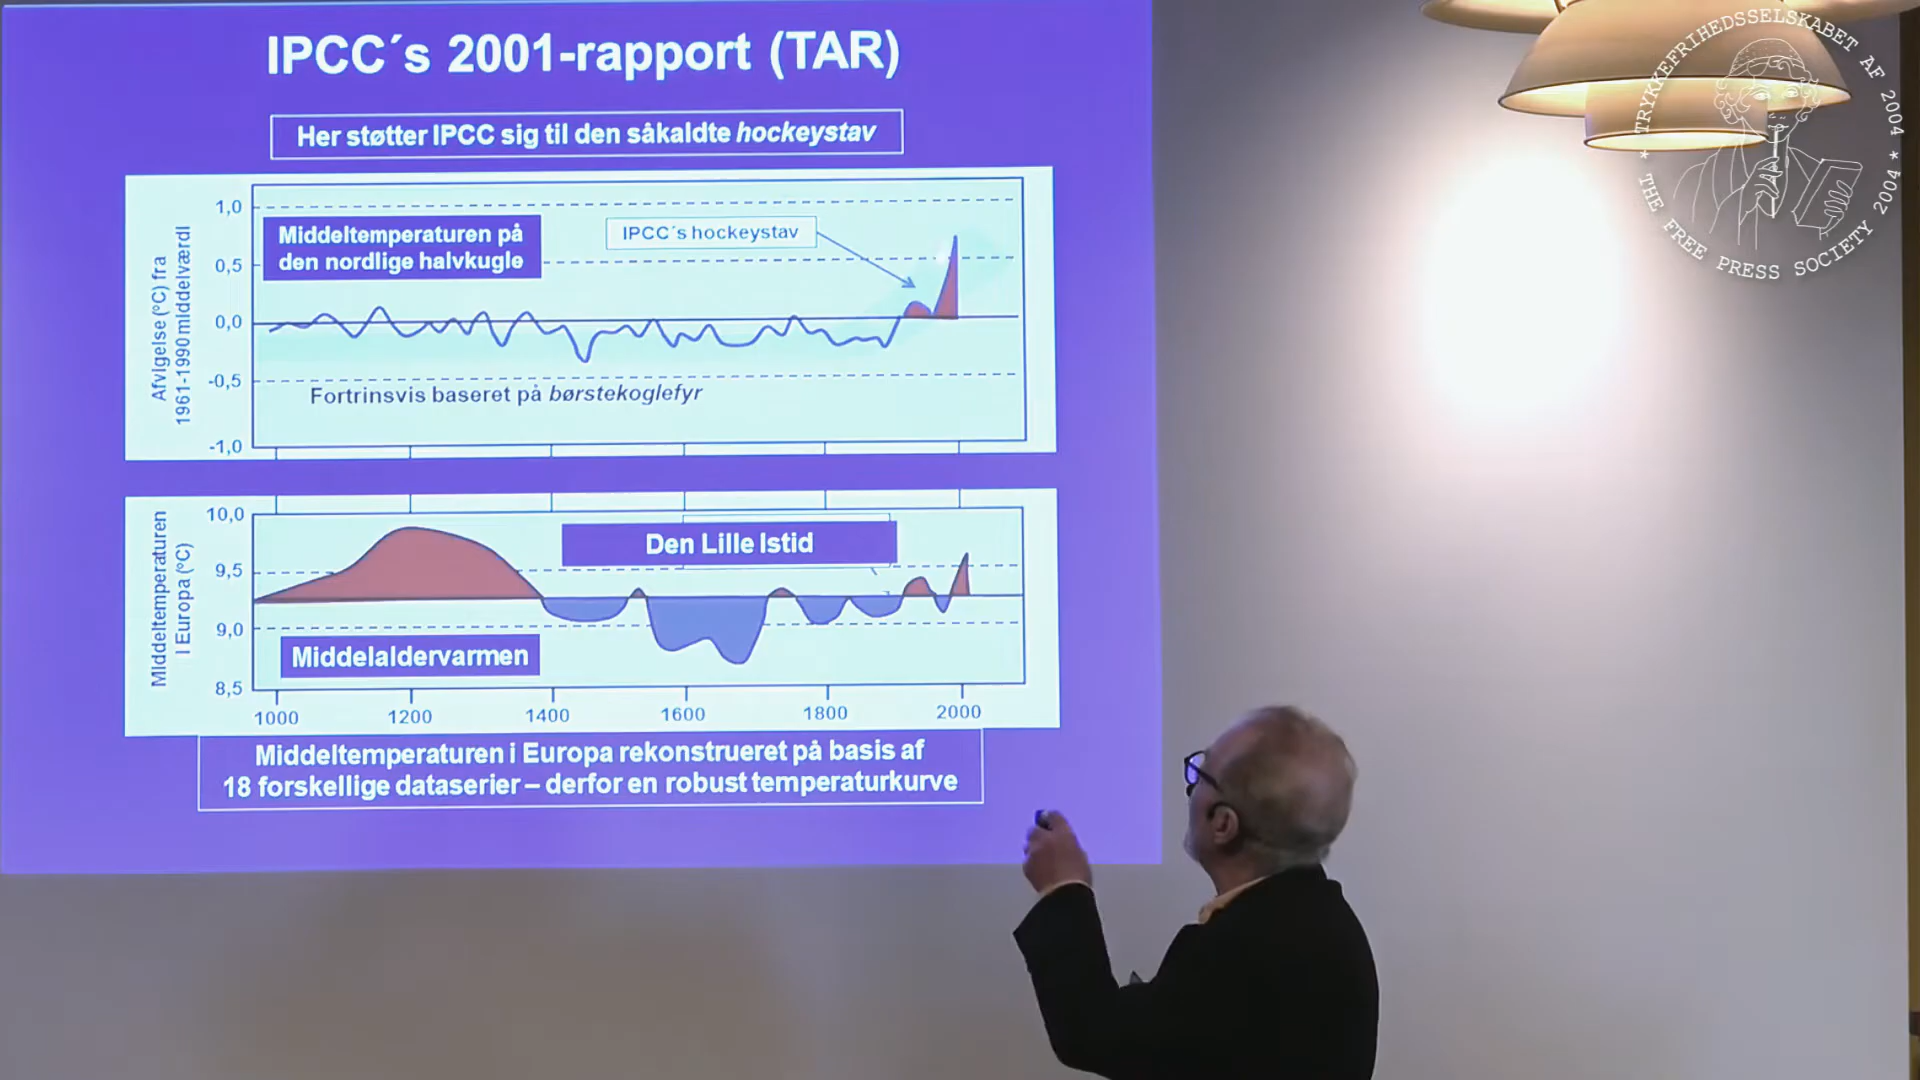 IPCC´s 2001-rapport (TAR)
Her støtter IPCC sig til den såkaldte hockeystav
Afvigelse (°C) fra
1961-1990 middelværdi
1,0
0,5
0,0
-0,5
-1,0
Middeltemperaturen på
den nordlige halvkugle
IPCC´s hockeystav
Fortrinsvis baseret på børstekoglefyr
Middeltemperaturen
i Europa (°C)
10,0
9,5
9,0
8,5
Den Lille Istid
Middelaldervarmen
1000 1200 1400 1600 1800 2000
Middeltemperaturen i Europa rekonstrueret på basis af
18 forskellige dataserier – derfor en robust temperaturkurve
* TRYKKEFRIHEDSSELSKABET AF 2004 *
THE FREE PRESS SOCIETY 2004